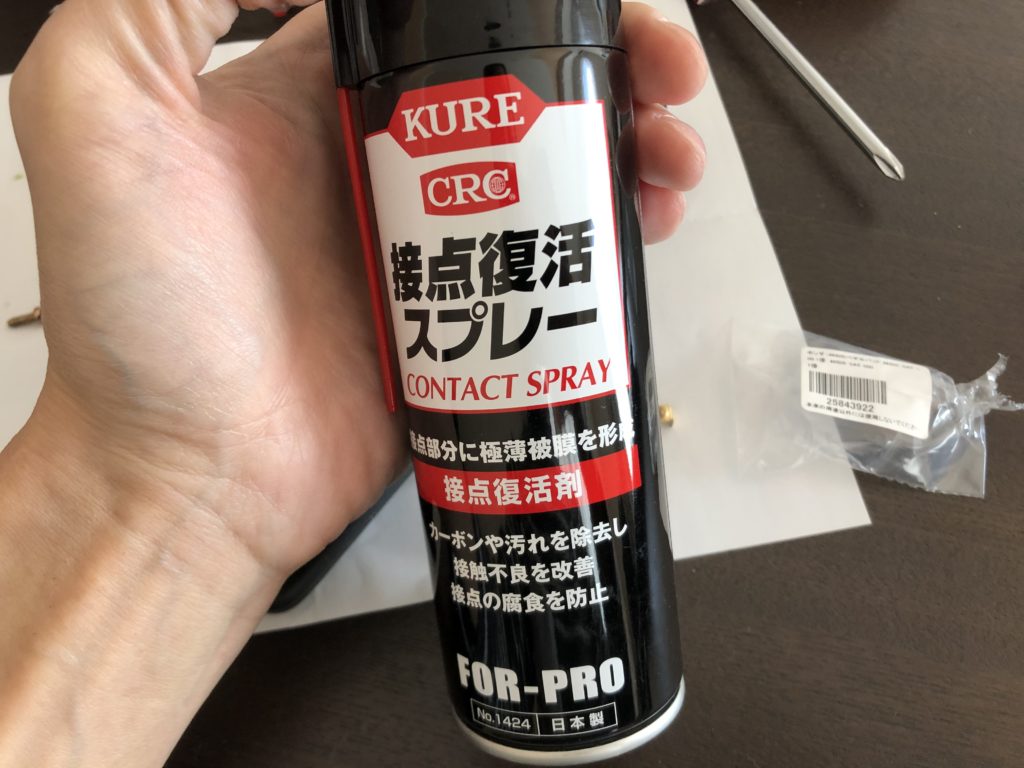 KURE
CRC
接点復活
スプレー
CONTACT SPRAY
接点部分に極薄被膜を形成
接点復活剤
カーボンや汚れを除去し
接触不良を改善
接点の腐食を防止
FOR-PRO
No.1424 日本製
25843922